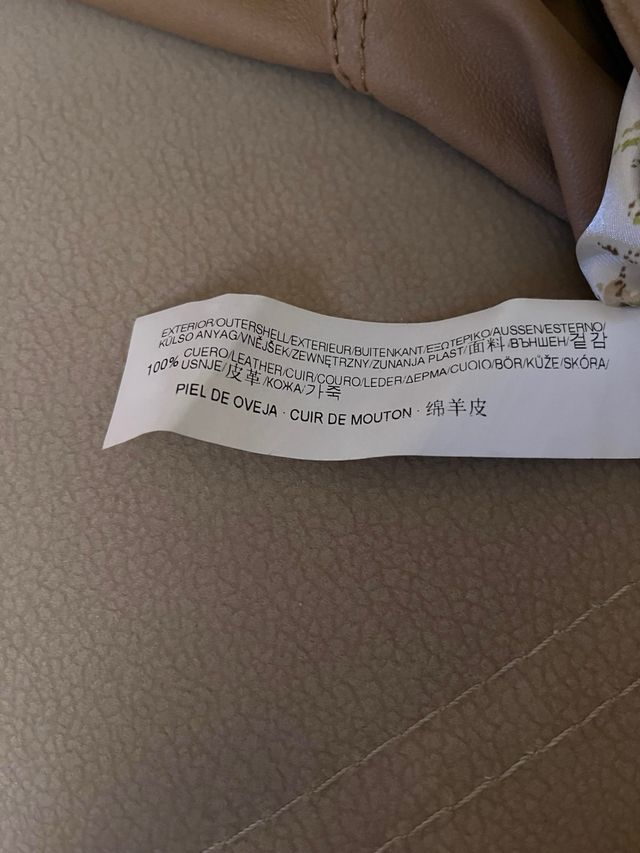 EXTERIOR/OUTERSHELL/EXTERIEUR/BUITENKANT/ΕΞΩΤΕΡΙΚΟ/AUSSEN/ESTERNO/
KÜLSO ANYAG/VNĚJŠEK/ZEWNĘTRZNY/ZUNANJA PLAST/面料/ВЪНШЕН/겉감
100% CUERO/LEATHER/CUIR/COURO/LEDER/ΔΕΡΜΑ/CUOIO/BŐR/KŮŽE/SKÓRA/
USNJE/皮革/КОЖА/가죽
PIEL DE OVEJA · CUIR DE MOUTON · 绵羊皮